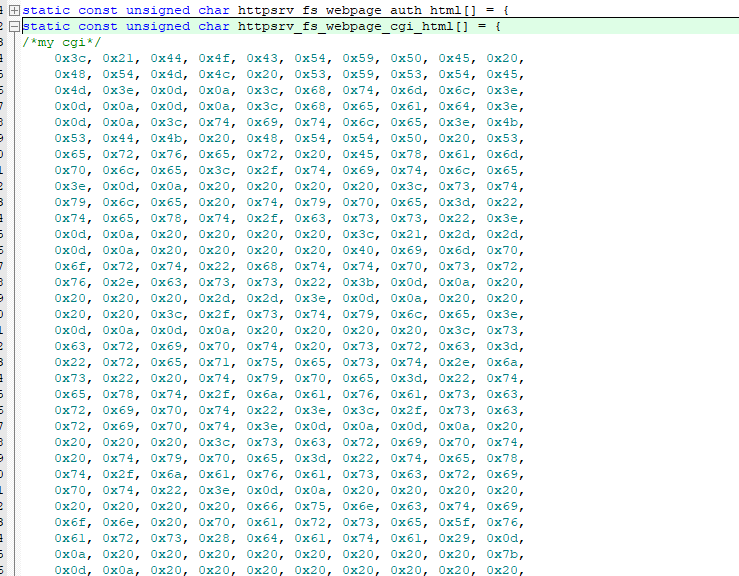 static const unsigned char httpsrv_fs_webpage_auth_html[] = {
static const unsigned char httpsrv_fs_webpage_cgi_html[] = {
/*my cgi*/
0x3c, 0x21, 0x44, 0x4f, 0x43, 0x54, 0x59, 0x50, 0x45, 0x20,
0x48, 0x54, 0x4d, 0x4c, 0x20, 0x53, 0x59, 0x53, 0x54, 0x45,
0x4d, 0x3e, 0x0d, 0x0a, 0x3c, 0x68, 0x74, 0x6d, 0x6c, 0x3e,
0x0d, 0x0a, 0x0d, 0x0a, 0x3c, 0x68, 0x65, 0x61, 0x64, 0x3e,
0x0d, 0x0a, 0x3c, 0x74, 0x69, 0x74, 0x6c, 0x65, 0x3e, 0x4b,
0x53, 0x44, 0x4b, 0x20, 0x48, 0x54, 0x54, 0x50, 0x20, 0x53,
0x65, 0x72, 0x76, 0x65, 0x72, 0x20, 0x45, 0x78, 0x61, 0x6d,
0x70, 0x6c, 0x65, 0x3c, 0x2f, 0x74, 0x69, 0x74, 0x6c, 0x65,
0x3e, 0x0d, 0x0a, 0x20, 0x20, 0x20, 0x20, 0x3c, 0x73, 0x74,
0x79, 0x6c, 0x65, 0x20, 0x74, 0x79, 0x70, 0x65, 0x3d, 0x22,
0x74, 0x65, 0x78, 0x74, 0x2f, 0x63, 0x73, 0x73, 0x22, 0x3e,
0x0d, 0x0a, 0x20, 0x20, 0x20, 0x20, 0x3c, 0x21, 0x2d, 0x2d,
0x0d, 0x0a, 0x20, 0x20, 0x20, 0x20, 0x40, 0x69, 0x6d, 0x70,
0x6f, 0x72, 0x74, 0x22, 0x68, 0x74, 0x74, 0x70, 0x73, 0x72,
0x76, 0x2e, 0x63, 0x73, 0x73, 0x22, 0x3b, 0x0d, 0x0a, 0x20,
0x20, 0x20, 0x20, 0x2d, 0x2d, 0x3e, 0x0d, 0x0a, 0x20, 0x20,
0x20, 0x20, 0x3c, 0x2f, 0x73, 0x74, 0x79, 0x6c, 0x65, 0x3e,
0x0d, 0x0a, 0x0d, 0x0a, 0x20, 0x20, 0x20, 0x20, 0x3c, 0x73,
0x63, 0x72, 0x69, 0x70, 0x74, 0x20, 0x73, 0x72, 0x63, 0x3d,
0x22, 0x72, 0x65, 0x71, 0x75, 0x65, 0x73, 0x74, 0x2e, 0x6a,
0x73, 0x22, 0x20, 0x74, 0x79, 0x70, 0x65, 0x3d, 0x22, 0x74,
0x65, 0x78, 0x74, 0x2f, 0x6a, 0x61, 0x76, 0x61, 0x73, 0x63,
0x72, 0x69, 0x70, 0x74, 0x22, 0x3e, 0x3c, 0x2f, 0x73, 0x63,
0x72, 0x69, 0x70, 0x74, 0x3e, 0x0d, 0x0a, 0x0d, 0x0a, 0x20,
0x20, 0x20, 0x20, 0x3c, 0x73, 0x63, 0x72, 0x69, 0x70, 0x74,
0x20, 0x74, 0x79, 0x70, 0x65, 0x3d, 0x22, 0x74, 0x65, 0x78,
0x74, 0x2f, 0x6a, 0x61, 0x76, 0x61, 0x73, 0x63, 0x72, 0x69,
0x70, 0x74, 0x22, 0x3e, 0x0d, 0x0a, 0x20, 0x20, 0x20, 0x20,
0x20, 0x20, 0x20, 0x20, 0x66, 0x75, 0x6e, 0x63, 0x74, 0x69,
0x6f, 0x6e, 0x20, 0x70, 0x61, 0x72, 0x73, 0x65, 0x5f, 0x76,
0x61, 0x72, 0x73, 0x28, 0x64, 0x61, 0x74, 0x61, 0x29, 0x0d,
0x0a, 0x20, 0x20, 0x20, 0x20, 0x20, 0x20, 0x20, 0x20, 0x7b,
0x0d, 0x0a, 0x20, 0x20, 0x20, 0x20, 0x20, 0x20, 0x20, 0x20,